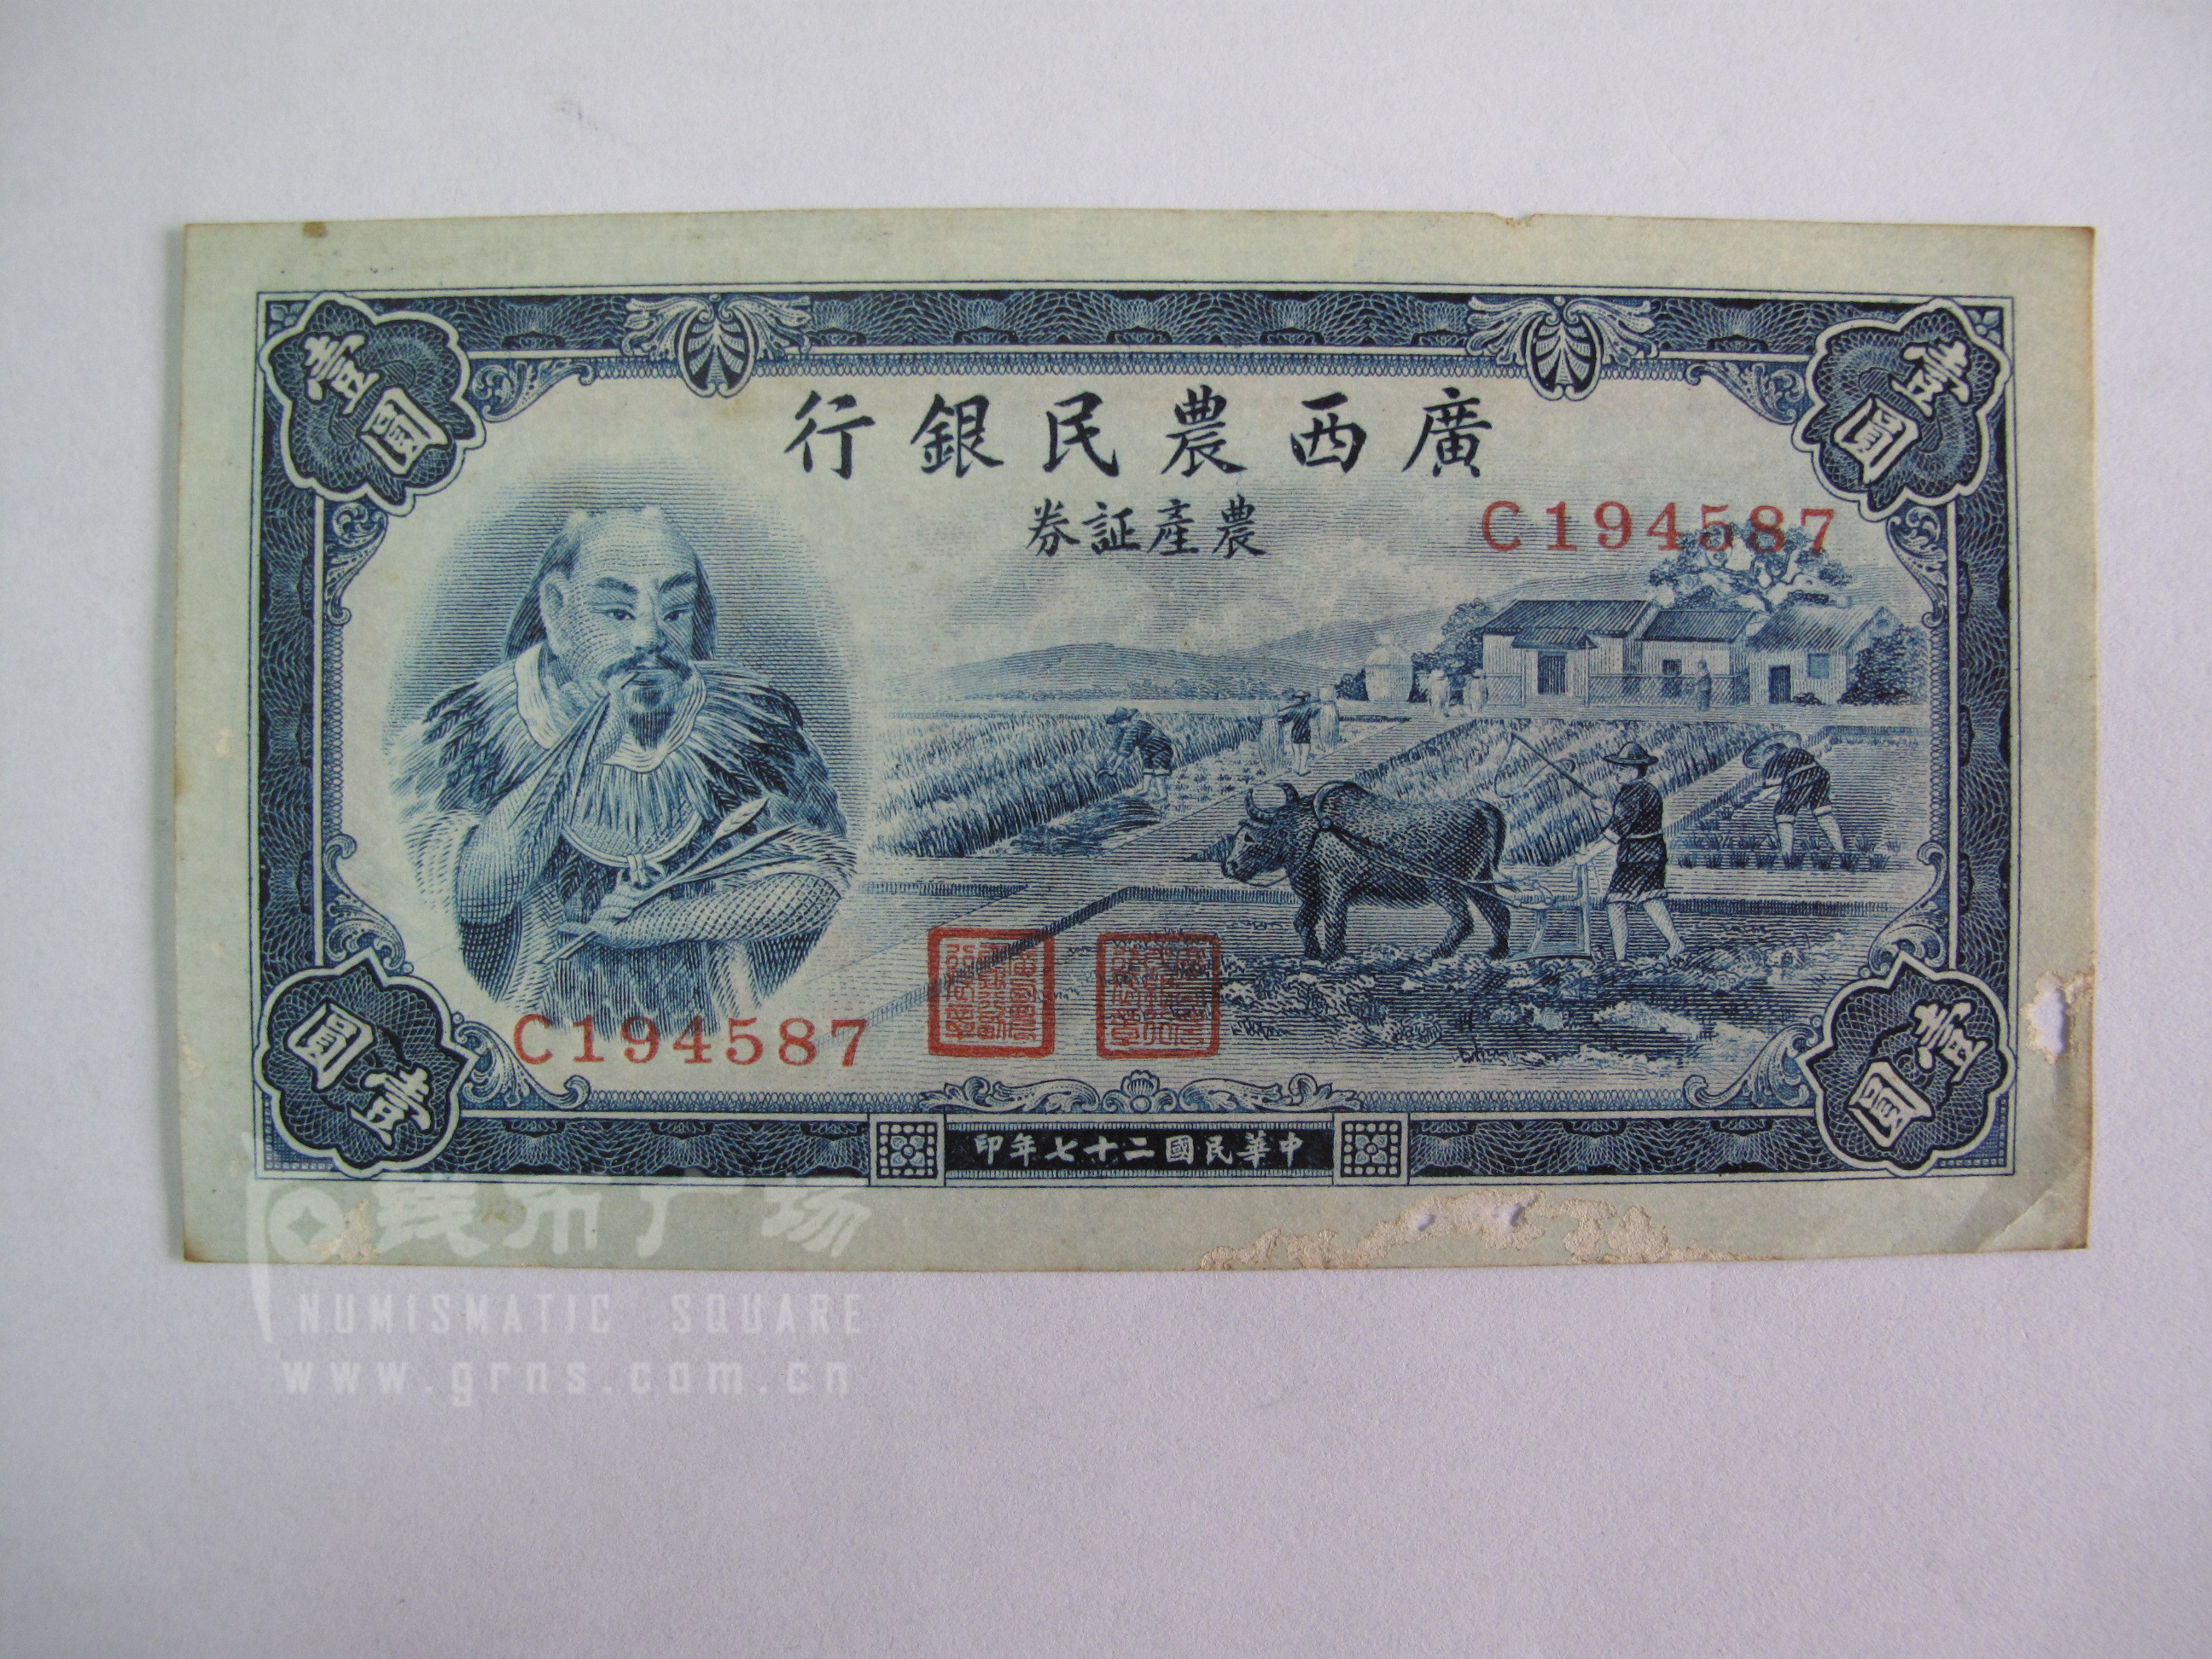 壹圓
壹圓
廣西農民銀行
農產証券
C194587
C194587
壹圓
壹圓
中華民國二十七年印
钱币广场
NUMISMATIC SQUARE
www.grns.com.cn